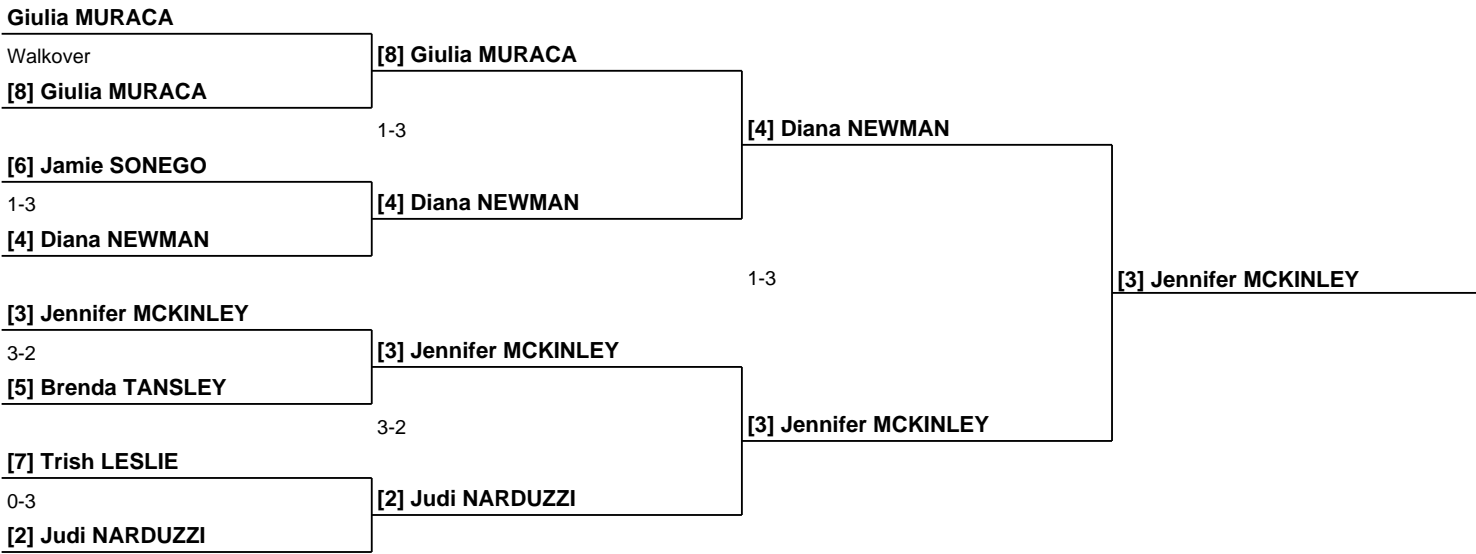 Giulia MURACA
Walkover
[8] Giulia MURACA
[8] Giulia MURACA
1-3
[4] Diana NEWMAN
[6] Jamie SONEGO
1-3
[4] Diana NEWMAN
[4] Diana NEWMAN
1-3
[3] Jennifer MCKINLEY
[3] Jennifer MCKINLEY
3-2
[3] Jennifer MCKINLEY
[5] Brenda TANSLEY
3-2
[3] Jennifer MCKINLEY
[7] Trish LESLIE
0-3
[2] Judi NARDUZZI
[2] Judi NARDUZZI